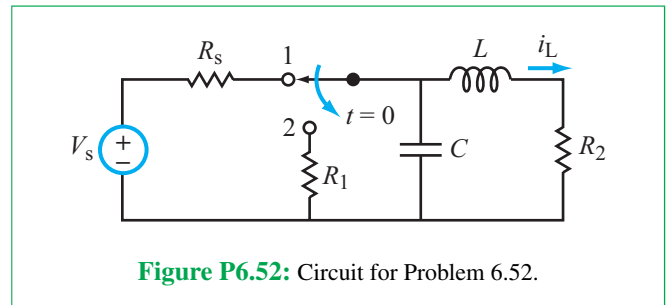 Rs 1 L iL
t = 0
2
Vs + − C R2
R1
Figure P6.52: Circuit for Problem 6.52.